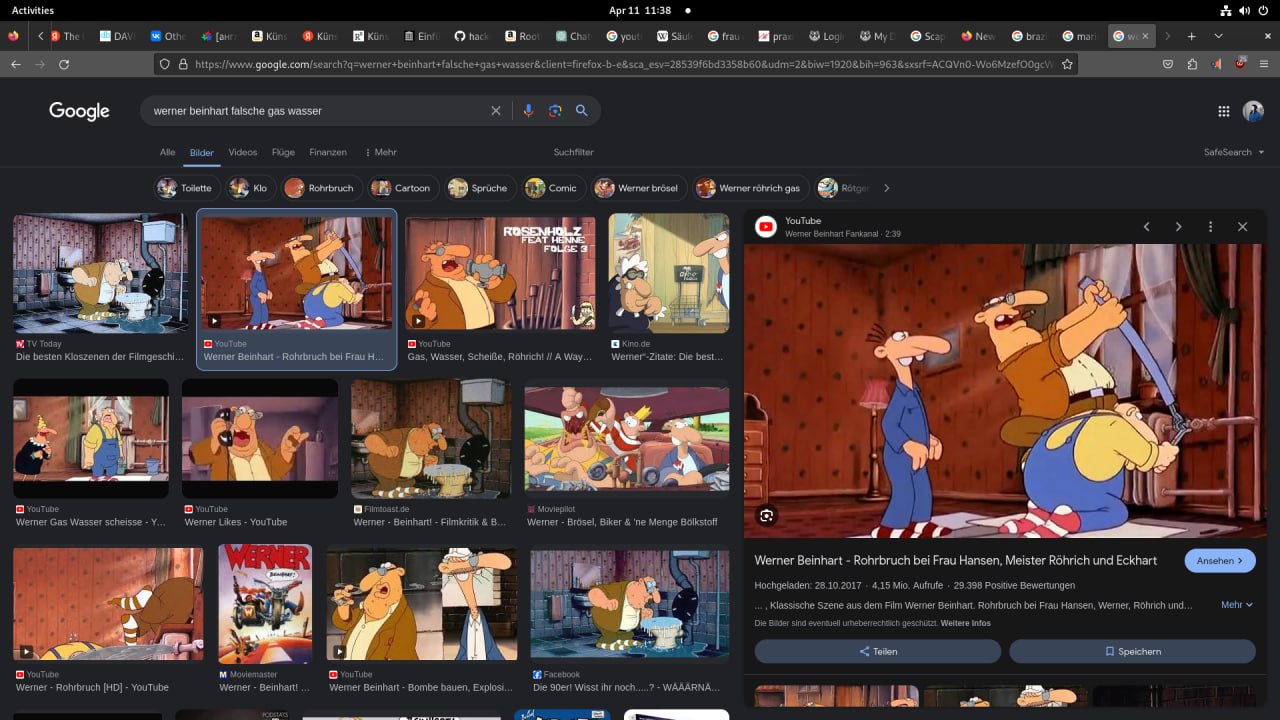 Activities
Apr 11 11:38
The
DAV
Othe
[анг
Küns
Küns
Küns
Einfü
hack
Root
Chat
yout
Säul
frau
praxi
Logi
My D
Scap
New
brazi
mari
we
https://www.google.com/search?q=werner+beinhart+falsche+gas+wasser&client=firefox-b-e&sca_esv=28539f6bd3358b60&udm=2&biw=1920&bih=963&sxsrf=ACQVn0-Wo6MzefO0gcW
Google
werner beinhart falsche gas wasser
Alle Bilder Videos Flüge Finanzen Mehr Suchfilter SafeSearch
Toilette Klo Rohrbruch Cartoon Sprüche Comic Werner brösel Werner röhrich gas Rötger
ROSENHOLZ
FEAT HENNE
FOLGE 3
TV Today
Die besten Kloszenen der Filmgeschi...
YouTube
Werner Beinhart - Rohrbruch bei Frau H...
YouTube
Gas, Wasser, Scheiße, Röhrich! // A Way...
Kino.de
Werner"-Zitate: Die best...
YouTube
Werner Gas Wasser scheisse - Y...
YouTube
Werner Likes - YouTube
Filmtoast.de
Werner - Beinhart! - Filmkritik & B...
Moviepilot
Werner - Brösel, Biker & 'ne Menge Bölkstoff
WERNER
BEINHART!
YouTube
Werner - Rohrbruch [HD] - YouTube
Moviemaster
Werner - Beinhart! ...
YouTube
Werner Beinhart - Bombe bauen, Explosi...
Facebook
Die 90er! Wisst ihr noch.....? - WÄÄÄRNÄ...
YouTube
Werner Beinhart Fankanal · 2:39
Werner Beinhart - Rohrbruch bei Frau Hansen, Meister Röhrich und Eckhart
Ansehen
Hochgeladen: 28.10.2017 · 4,15 Mio. Aufrufe · 29.398 Positive Bewertungen
... , Klassische Szene aus dem Film Werner Beinhart. Rohrbruch bei Frau Hansen, Werner, Röhrich und...
Mehr
Die Bilder sind eventuell urheberrechtlich geschützt. Weitere Infos
Teilen
Speichern